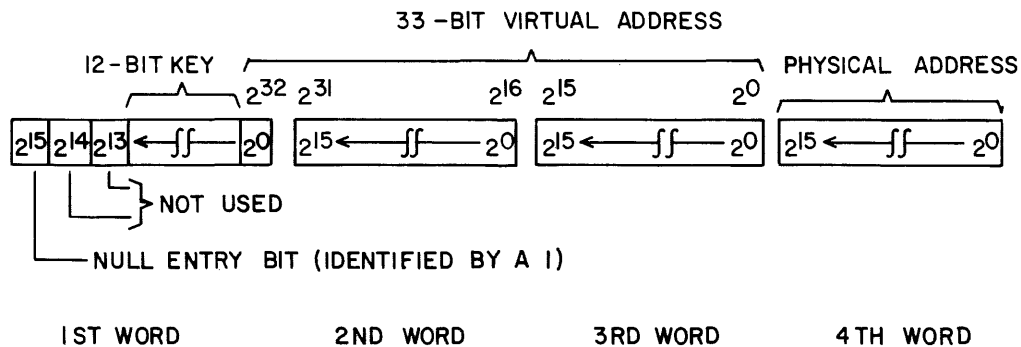 33-BIT VIRTUAL ADDRESS
12-BIT KEY PHYSICAL ADDRESS
2^32 2^31 2^16 2^15 2^0
2^15 2^14 2^13 2^0 2^15 2^0 2^15 2^0 2^15 2^0
NOT USED
NULL ENTRY BIT (IDENTIFIED BY A 1)
1ST WORD 2ND WORD 3RD WORD 4TH WORD